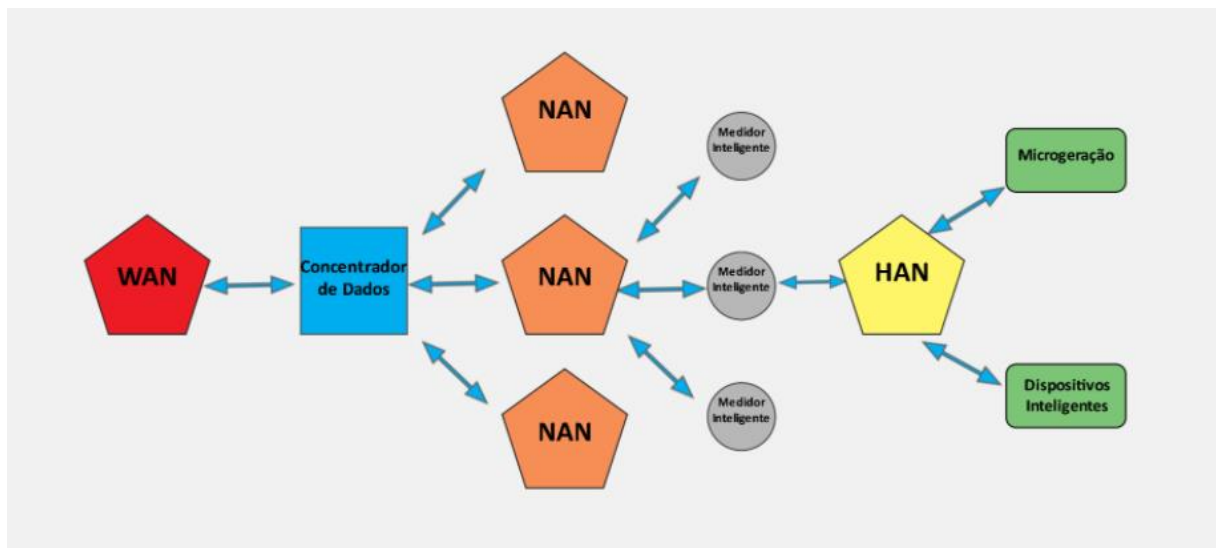 WAN
Concentrador
de Dados
NAN
NAN
NAN
Medidor
Inteligente
Medidor
Inteligente
Medidor
Inteligente
HAN
Microgeração
Dispositivos
Inteligentes